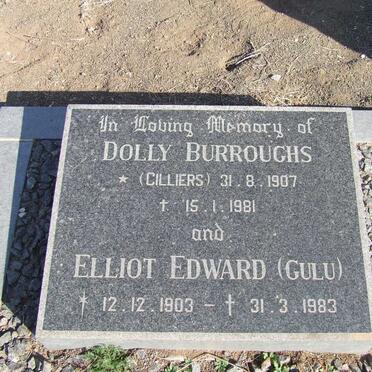 In Loving Memory of
DOLLY BURROUGHS
* (CILLIERS) 31.8.1907
† 15.1.1981
and
ELLIOT EDWARD (GULU)
* 12.12.1903 – † 31.3.1983